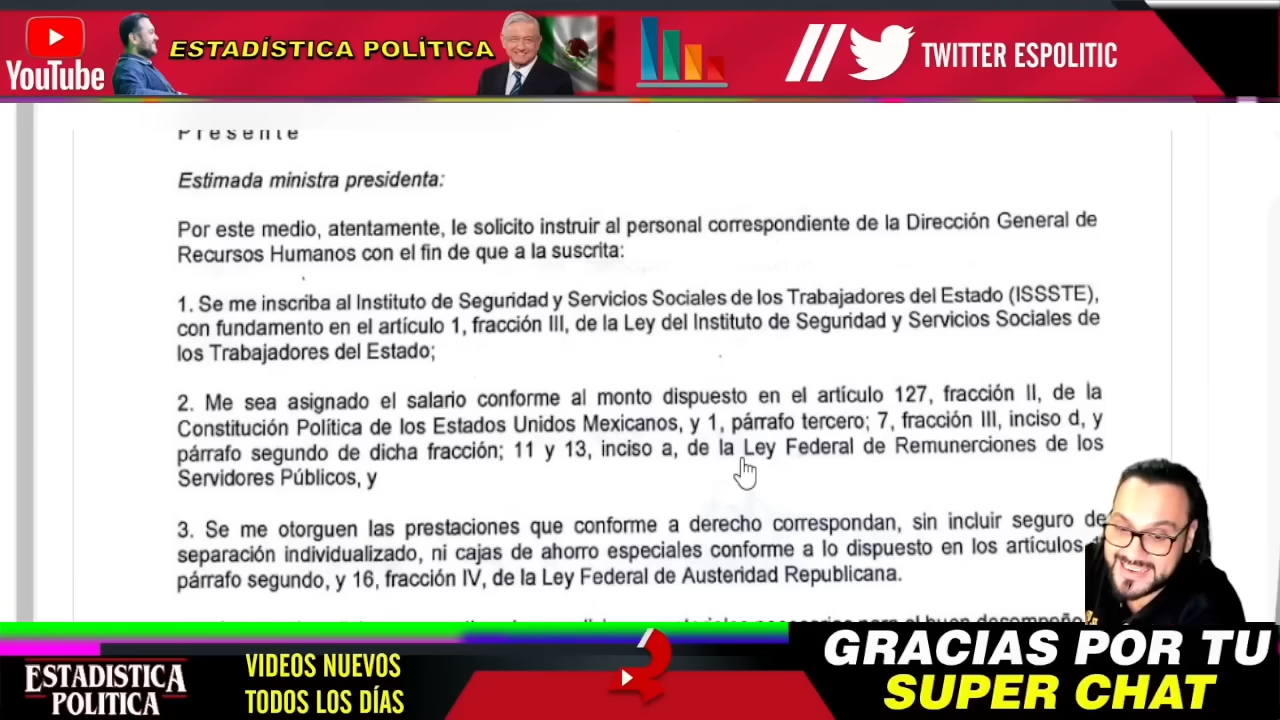 YouTube
ESTADÍSTICA POLÍTICA
TWITTER ESPOLITIC
Presente
Estimada ministra presidenta:
Por este medio, atentamente, le solicito instruir al personal correspondiente de la Dirección General de
Recursos Humanos con el fin de que a la suscrita:
1. Se me inscriba al Instituto de Seguridad y Servicios Sociales de los Trabajadores del Estado (ISSSTE),
con fundamento en el artículo 1, fracción III, de la Ley del Instituto de Seguridad y Servicios Sociales de
los Trabajadores del Estado;
2. Me sea asignado el salario conforme al monto dispuesto en el artículo 127, fracción II, de la
Constitución Política de los Estados Unidos Mexicanos, y 1, párrafo tercero; 7, fracción III, inciso d, y
párrafo segundo de dicha fracción; 11 y 13, inciso a, de la Ley Federal de Remunerciones de los
Servidores Públicos, y
3. Se me otorguen las prestaciones que conforme a derecho correspondan, sin incluir seguro de
separación individualizado, ni cajas de ahorro especiales conforme a lo dispuesto en los artículos
párrafo segundo, y 16, fracción IV, de la Ley Federal de Austeridad Republicana.
ESTADISTICA
POLITICA
VIDEOS NUEVOS
TODOS LOS DÍAS
GRACIAS POR TU
SUPER CHAT